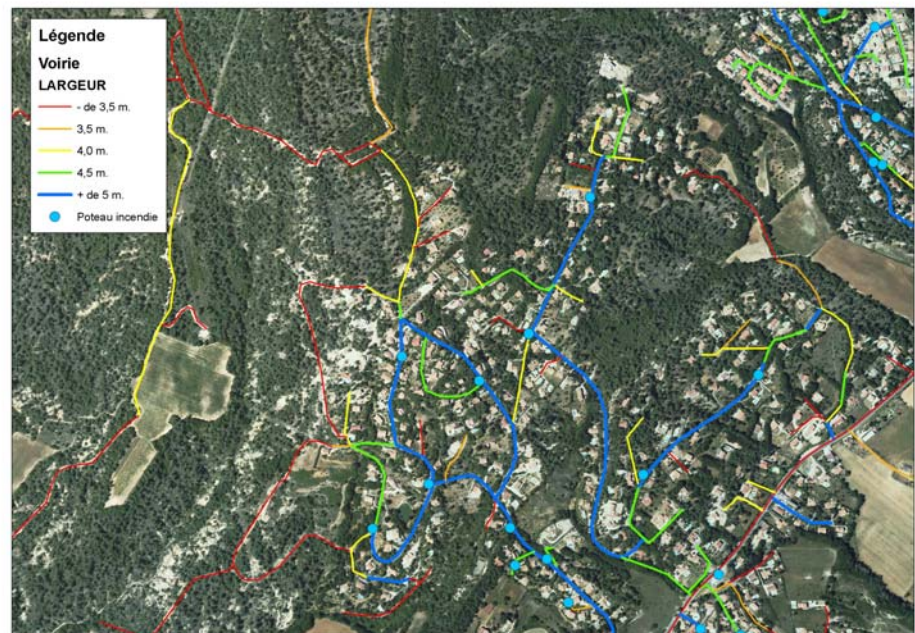 Légende
Voirie
LARGEUR
- de 3,5 m.
3,5 m.
4,0 m.
4,5 m.
+ de 5 m.
Poteau incendie